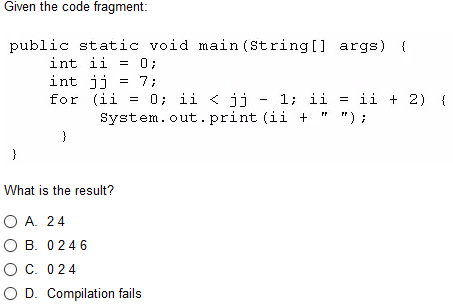 Given the code fragment:
public static void main(String[] args) {
int ii = 0;
int jj = 7;
for (ii = 0; ii < jj - 1; ii = ii + 2) {
System.out.print(ii + " ");
}
}
What is the result?
A. 2 4
B. 0 2 4 6
C. 0 2 4
D. Compilation fails